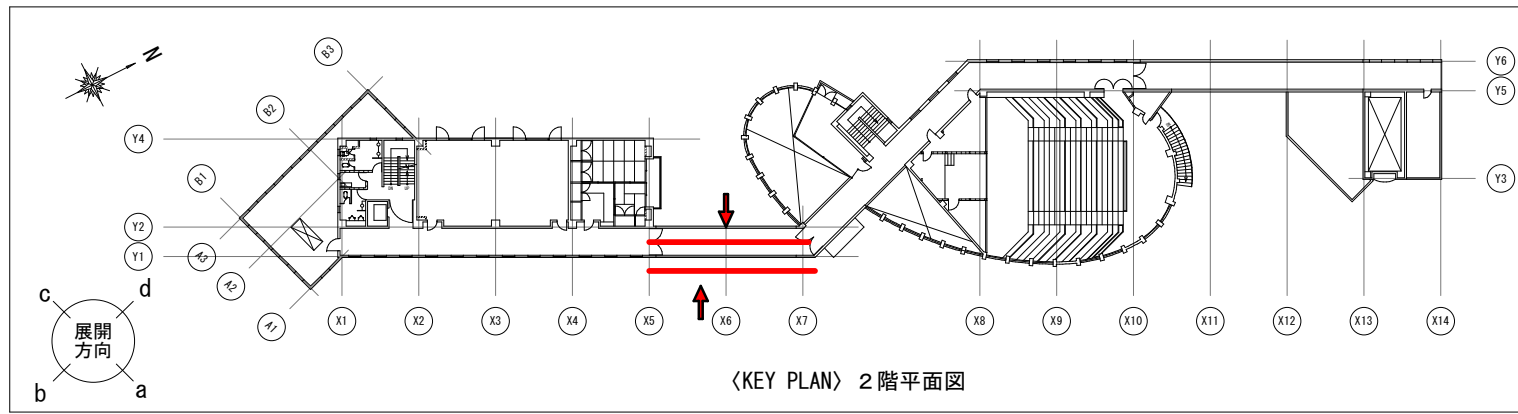 N
B3
B2
B1
A3
A2
A1
Y4
Y2
Y1
Y6
Y5
Y3
UP
X1 X2 X3 X4 X5 X6 X7 X8 X9 X10 X11 X12 X13 X14
c d
展開
方向
b a
〈KEY PLAN〉 2階平面図